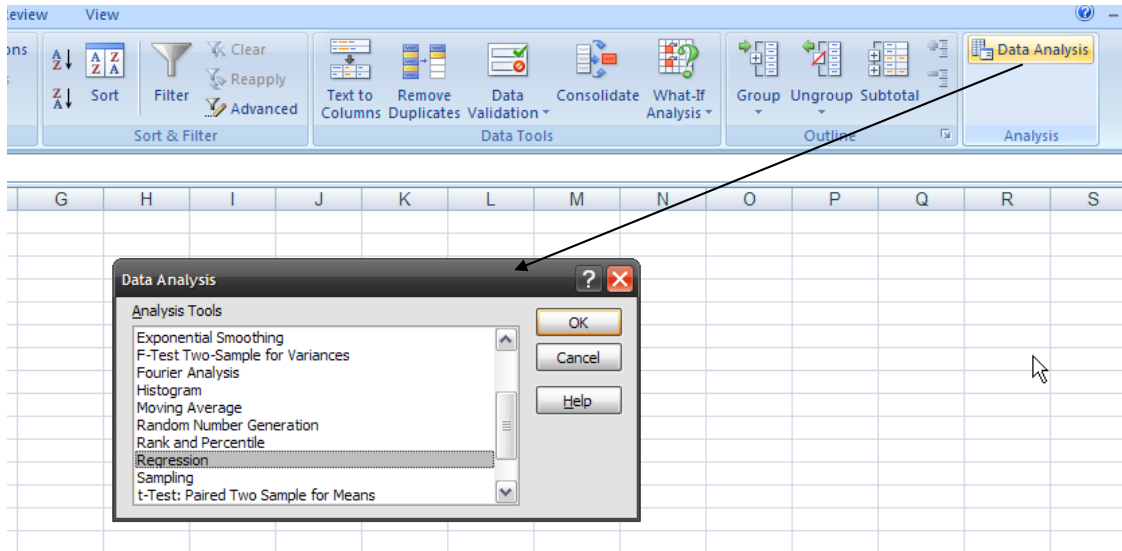 Review View
ons Clear
Reapply
Advanced
Sort Filter
Text to Columns
Remove Duplicates
Data Validation
Consolidate
What-If Analysis
Group Ungroup Subtotal
Data Analysis
Sort & Filter Data Tools Outline Analysis
G H I J K L M N O P Q R S
Data Analysis
Analysis Tools
Exponential Smoothing
F-Test Two-Sample for Variances
Fourier Analysis
Histogram
Moving Average
Random Number Generation
Rank and Percentile
Regression
Sampling
t-Test: Paired Two Sample for Means
OK
Cancel
Help